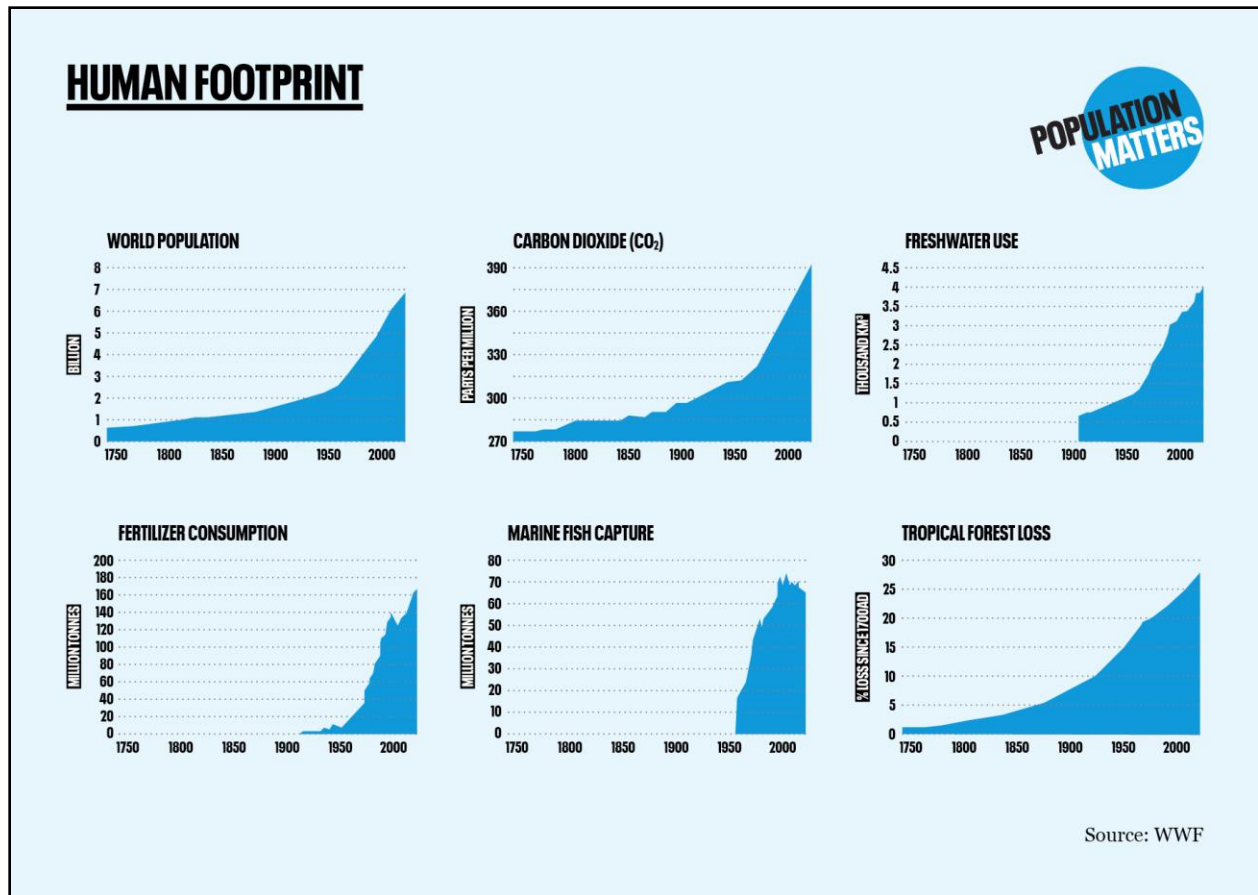 HUMAN FOOTPRINT
POPULATION
MATTERS
WORLD POPULATION
BILLION
8
7
6
5
4
3
2
1
0
1750 1800 1850 1900 1950 2000
CARBON DIOXIDE (CO₂)
PARTS PER MILLION
390
360
330
300
270
1750 1800 1850 1900 1950 2000
FRESHWATER USE
THOUSAND KM³
4.5
4
3.5
3
2.5
2
1.5
1
0.5
0
1750 1800 1850 1900 1950 2000
FERTILIZER CONSUMPTION
MILLION TONNES
200
180
160
140
120
100
80
60
40
20
0
1750 1800 1850 1900 1950 2000
MARINE FISH CAPTURE
MILLION TONNES
80
70
60
50
40
30
20
10
0
1750 1800 1850 1900 1950 2000
TROPICAL FOREST LOSS
% LOSS SINCE 1700AD
30
25
20
15
10
5
0
1750 1800 1850 1900 1950 2000
Source: WWF